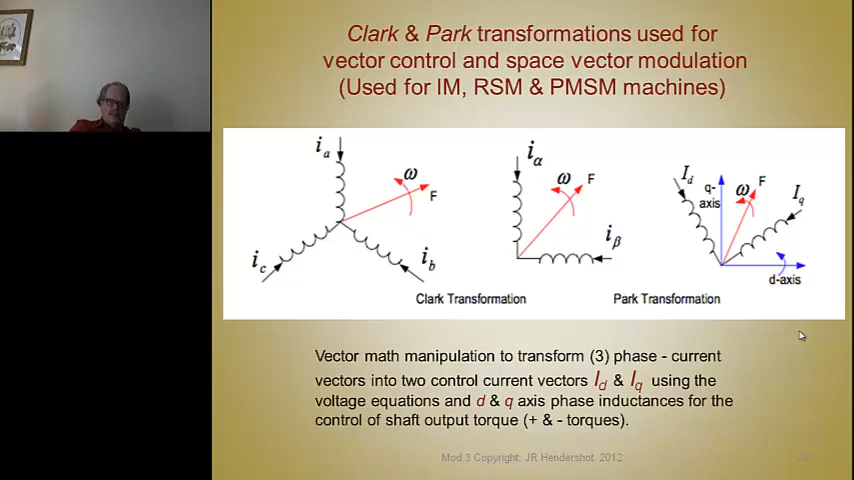 Clark & Park transformations used for
vector control and space vector modulation
(Used for IM, RSM & PMSM machines)
ia
ω
F
ic
ib
iα
ω
F
iβ
Clark Transformation
Id
q-
axis
ω
F
Iq
d-axis
Park Transformation
Vector math manipulation to transform (3) phase - current
vectors into two control current vectors Id & Iq using the
voltage equations and d & q axis phase inductances for the
control of shaft output torque (+ & - torques).
Mod 3 Copyright: JR Hendershot 2012